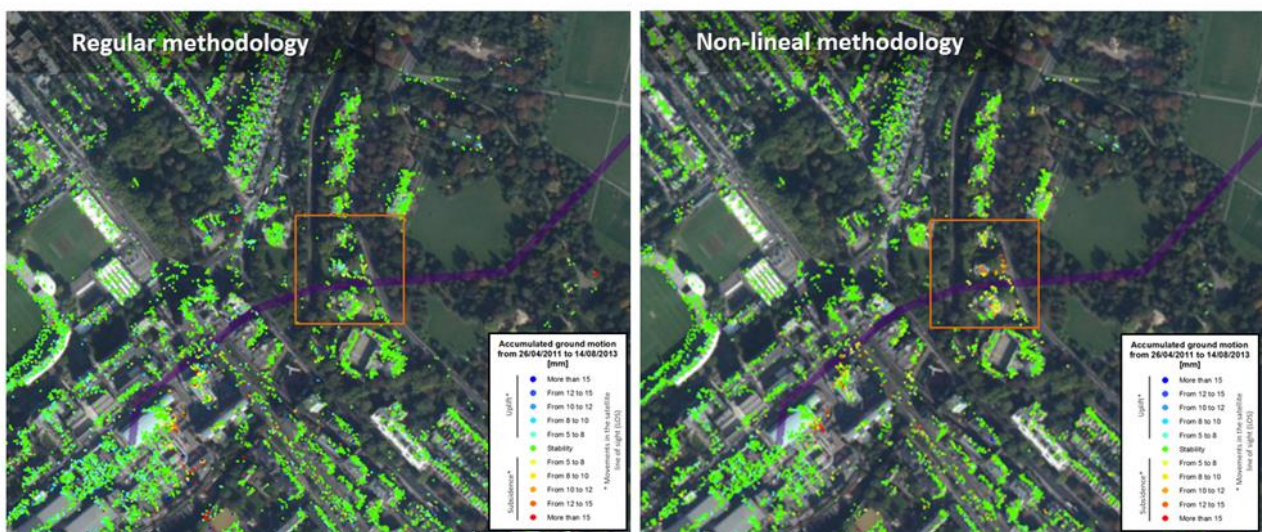 Regular methodology
Accumulated ground motion
from 26/04/2011 to 14/08/2013
[mm]
Uplift*
More than 15
From 12 to 15
From 10 to 12
From 8 to 10
From 5 to 8
Stability
Subsidence*
From 5 to 8
From 8 to 10
From 10 to 12
From 12 to 15
More than 15
* Movements in the satellite
line of sight (LOS)
Non-lineal methodology
Accumulated ground motion
from 26/04/2011 to 14/08/2013
[mm]
Uplift*
More than 15
From 12 to 15
From 10 to 12
From 8 to 10
From 5 to 8
Stability
Subsidence*
From 5 to 8
From 8 to 10
From 10 to 12
From 12 to 15
More than 15
* Movements in the satellite
line of sight (LOS)